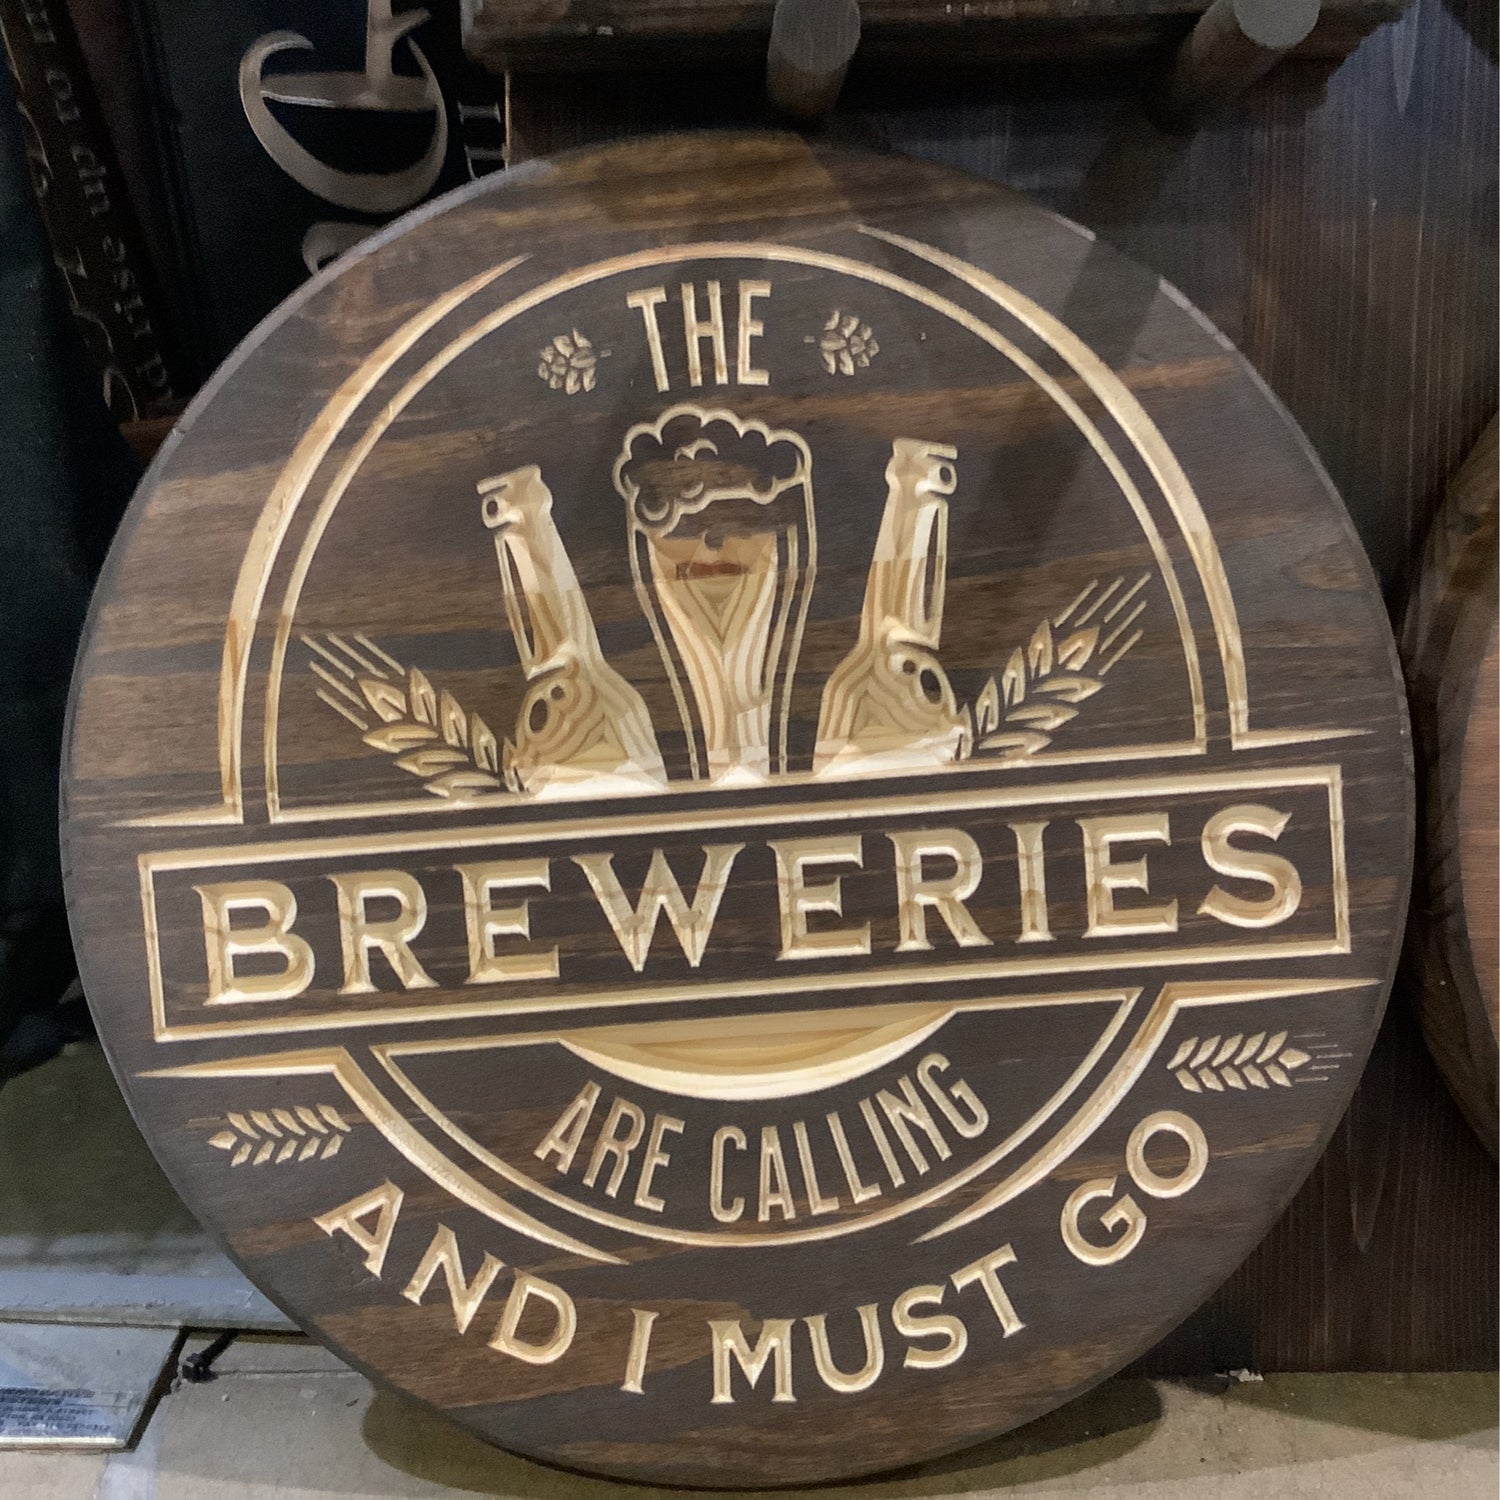 THE
BREWERIES
ARE CALLING
AND I MUST GO